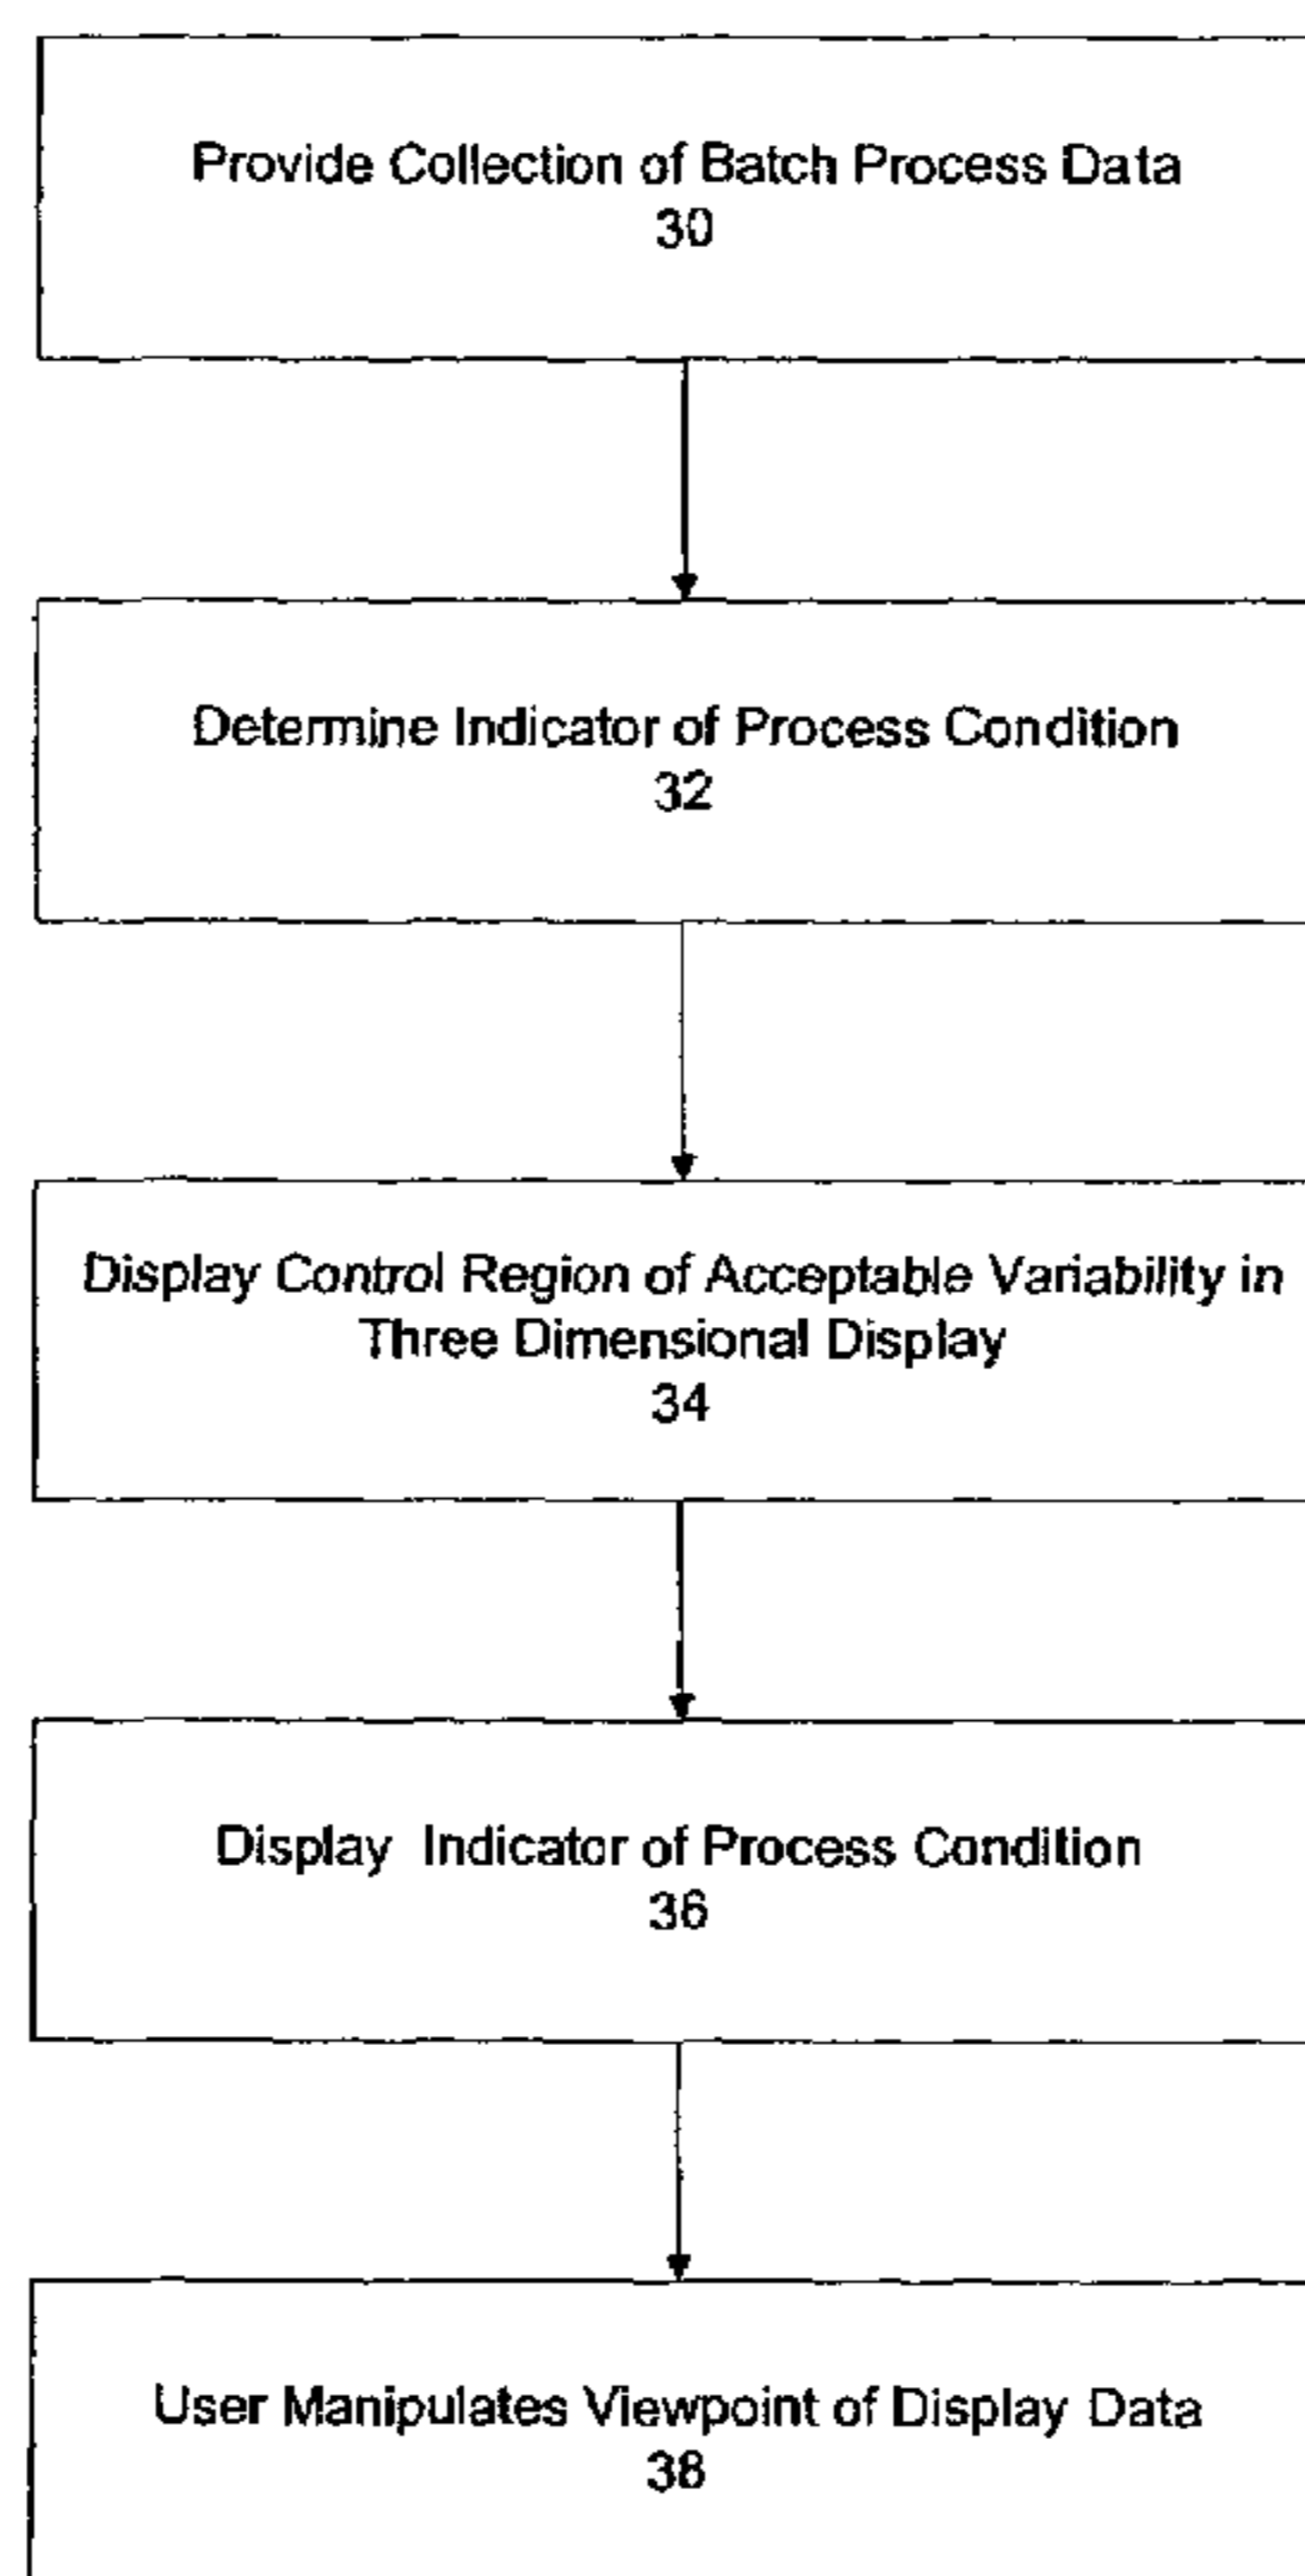 Provide Collection of Batch Process Data
30
Determine Indicator of Process Condition
32
Display Control Region of Acceptable Variability in
Three Dimensional Display
34
Display Indicator of Process Condition
36
User Manipulates Viewpoint of Display Data
38